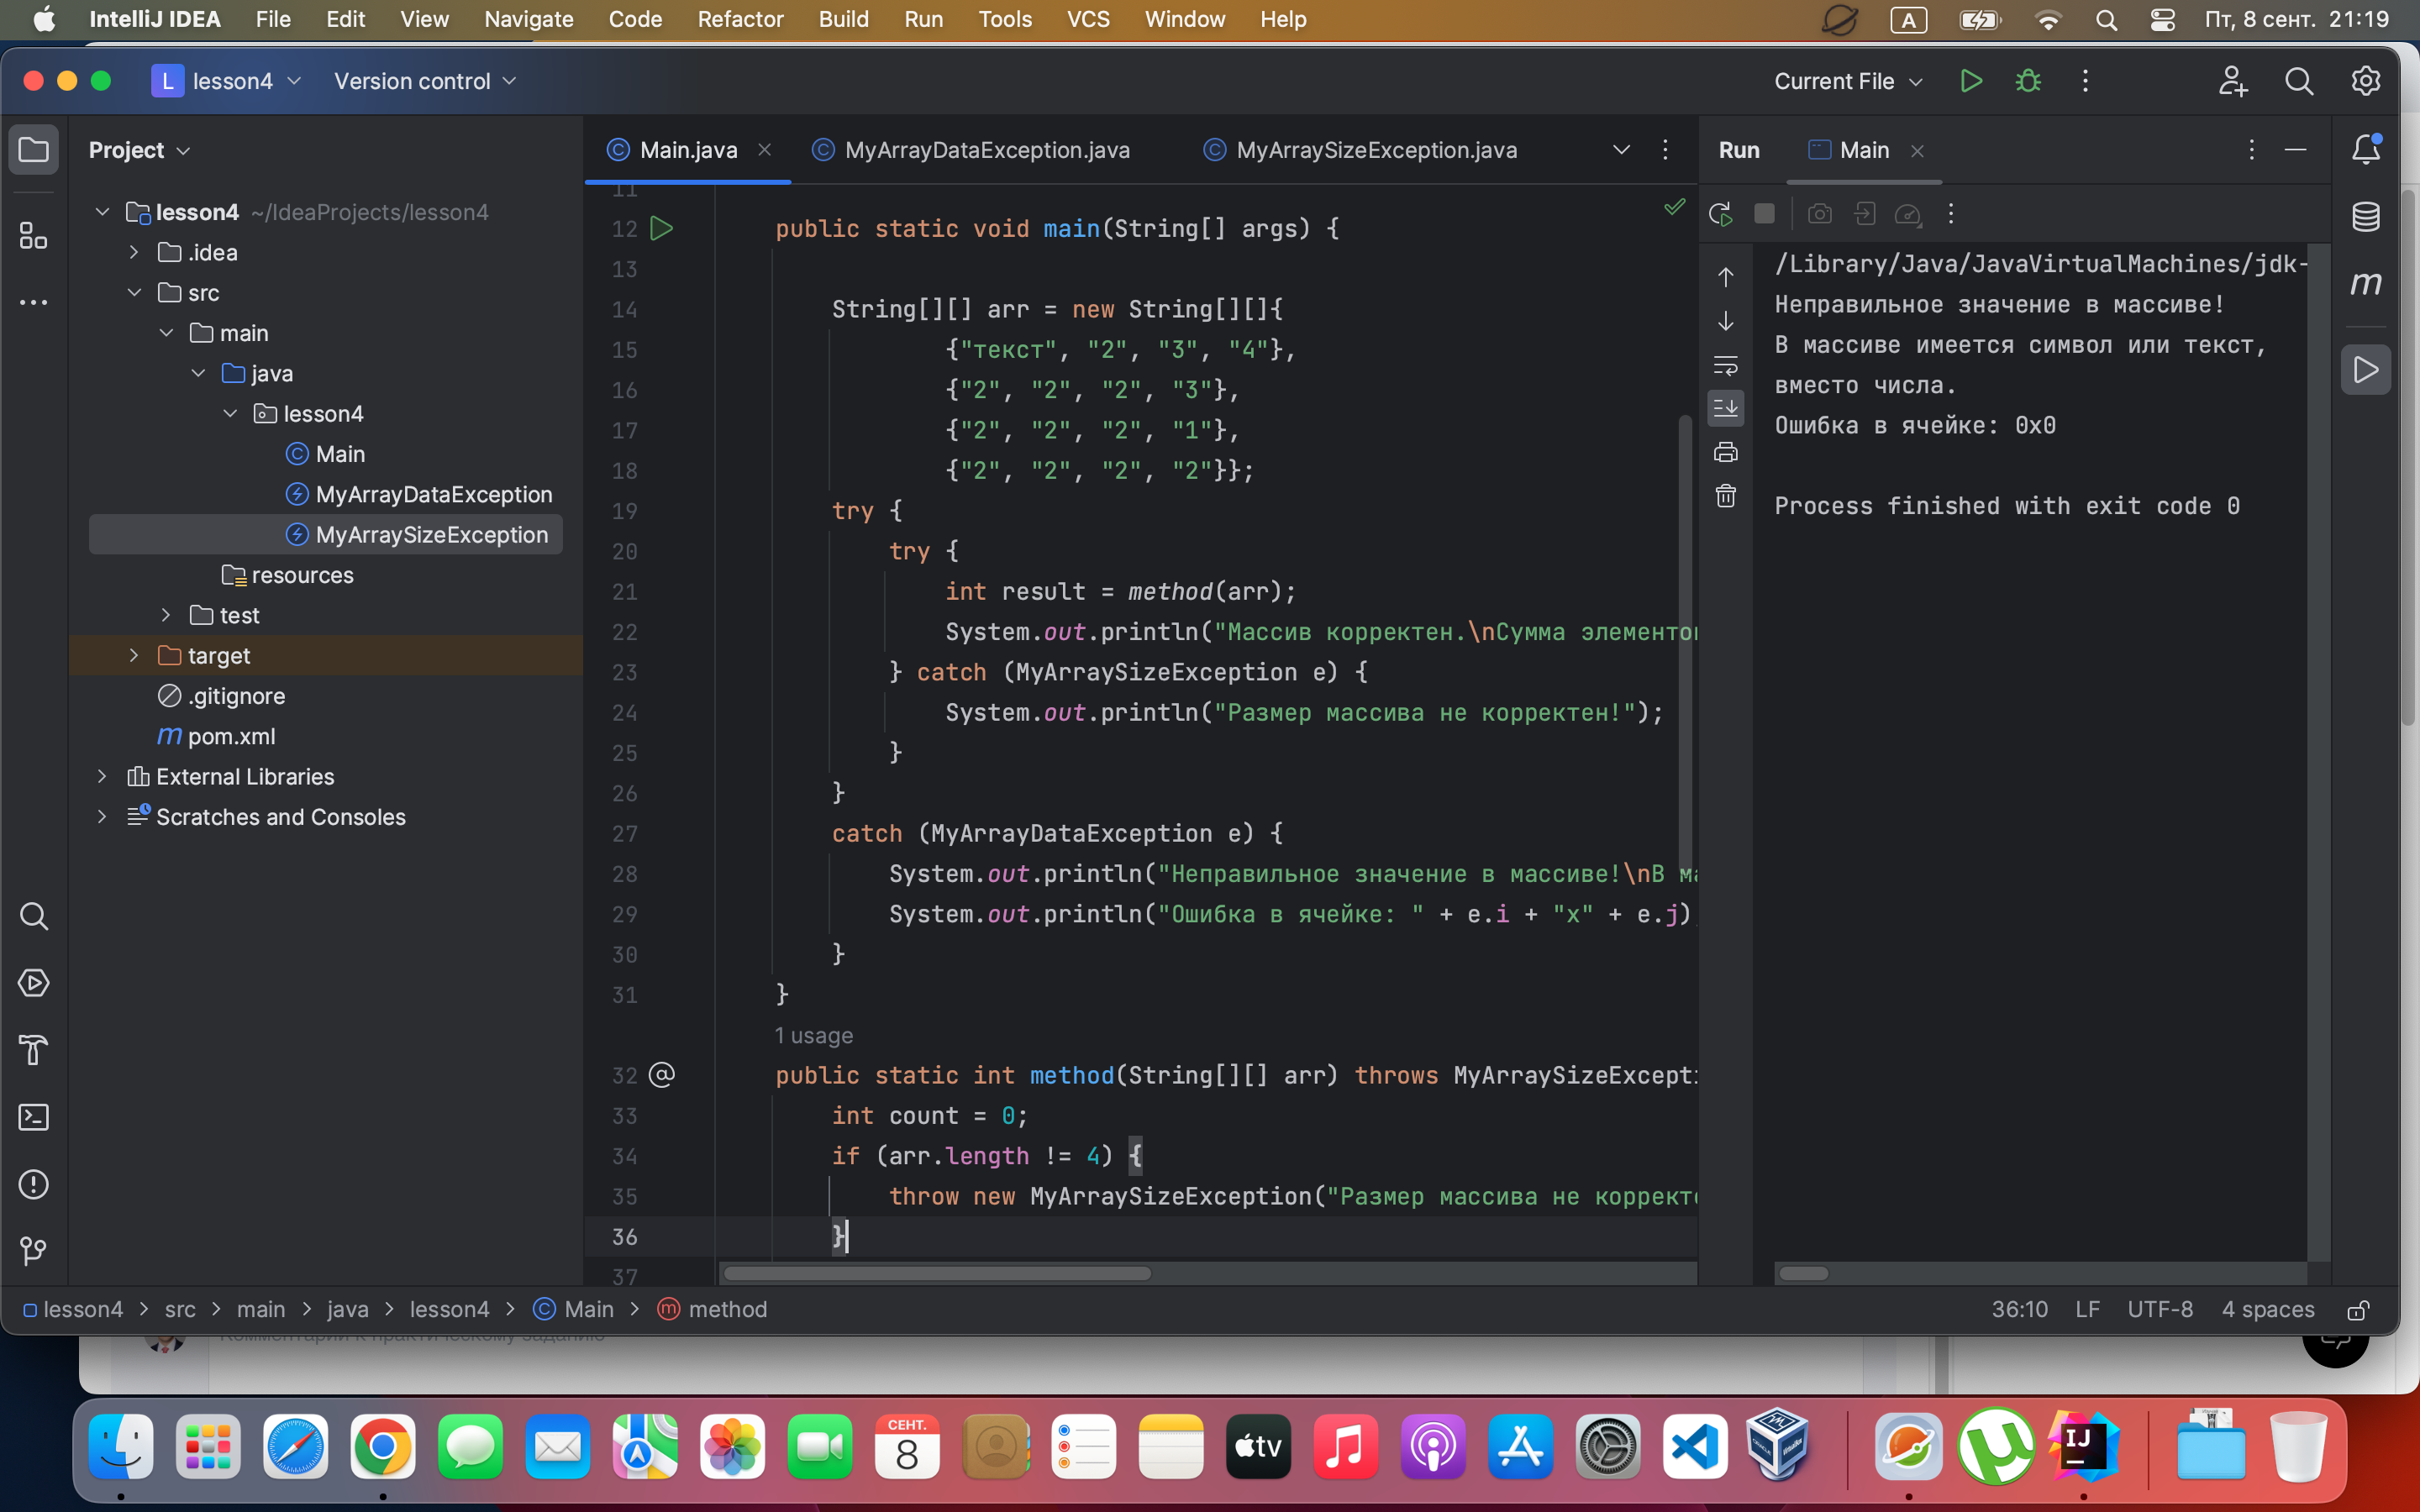 IntelliJ IDEA File Edit View Navigate Code Refactor Build Run Tools VCS Window Help A Пт, 8 сент. 21:19
L lesson4 Version control Current File
Project
lesson4 ~/IdeaProjects/lesson4
.idea
src
main
java
lesson4
Main
MyArrayDataException
MyArraySizeException
resources
test
target
.gitignore
m pom.xml
External Libraries
Scratches and Consoles
Main.java MyArrayDataException.java MyArraySizeException.java
11
12 public static void main(String[] args) {
13
14 String[][] arr = new String[][]{
15 {"текст", "2", "3", "4"},
16 {"2", "2", "2", "3"},
17 {"2", "2", "2", "1"},
18 {"2", "2", "2", "2"}};
19 try {
20 try {
21 int result = method(arr);
22 System.out.println("Массив корректен.\nСумма элементо
23 } catch (MyArraySizeException e) {
24 System.out.println("Размер массива не корректен!");
25 }
26 }
27 catch (MyArrayDataException e) {
28 System.out.println("Неправильное значение в массиве!\nВ ма
29 System.out.println("Ошибка в ячейке: " + e.i + "x" + e.j)
30 }
31 }
1 usage
32 @ public static int method(String[][] arr) throws MyArraySizeExcepti
33 int count = 0;
34 if (arr.length != 4) {
35 throw new MyArraySizeException("Размер массива не корректе
36 }
37
Run Main
/Library/Java/JavaVirtualMachines/jdk-
Неправильное значение в массиве!
В массиве имеется символ или текст,
вместо числа.
Ошибка в ячейке: 0x0
Process finished with exit code 0
m
lesson4 > src > main > java > lesson4 > Main > method 36:10 LF UTF-8 4 spaces
Комментарии к практическому заданию
СЕНТ.
8
tv
IJ